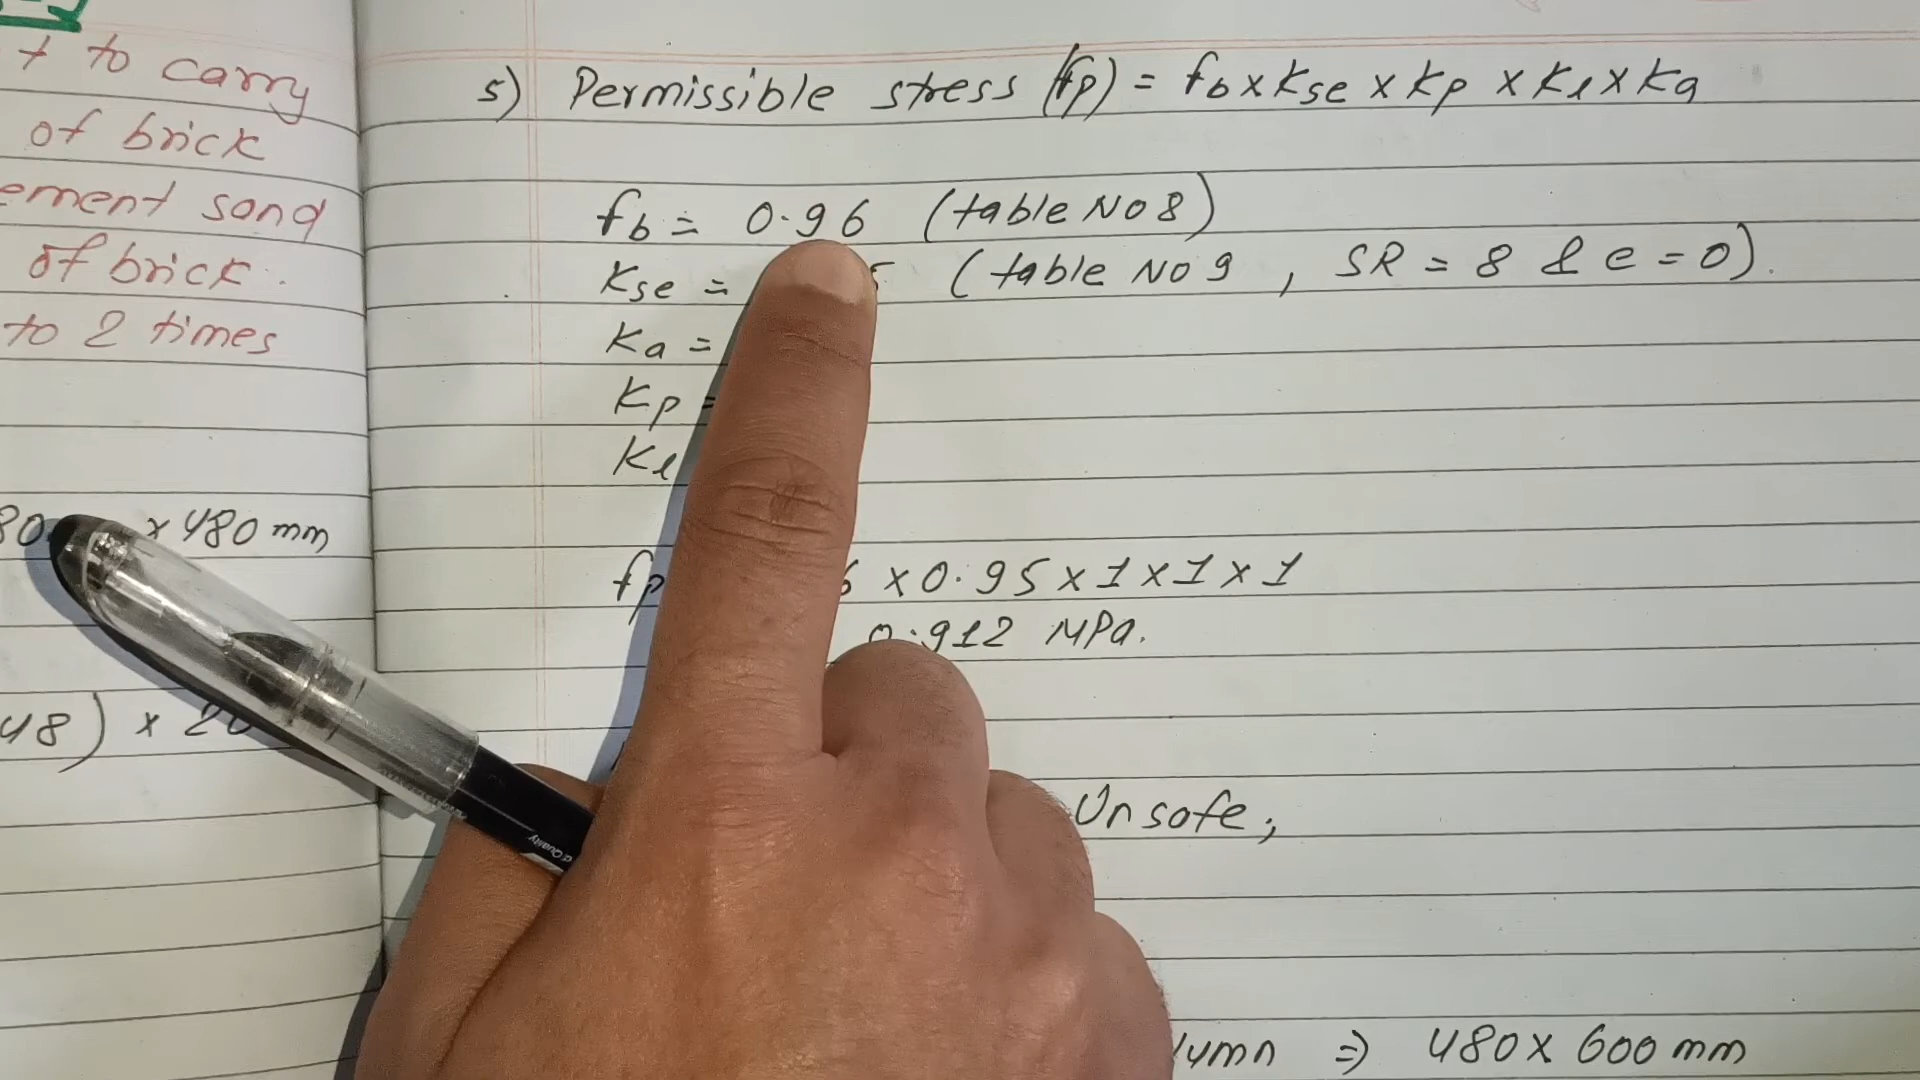 to carry
of brick
sand
of brick.
to 2 times
x 480 mm
48) x
5) Permissible stress (fp) = fb x Kse x Kp x Kl x Ka
fb = 0.96 (table No 8)
Kse = 5 (table No 9, SR = 8 & e = 0).
Ka =
Kp =
Kl
fp 6 x 0.95 x 1 x 1 x 1
0.912 MPa.
Unsafe;
=> 480 x 600 mm